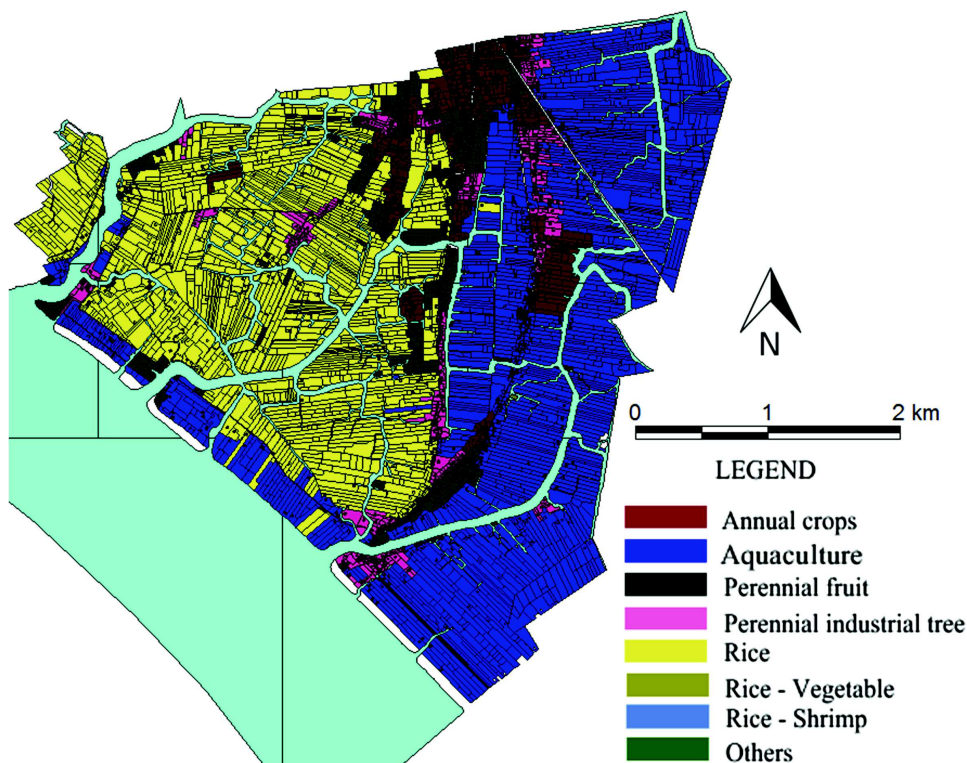 N
0 1 2 km
LEGEND
Annual crops
Aquaculture
Perennial fruit
Perennial industrial tree
Rice
Rice - Vegetable
Rice - Shrimp
Others